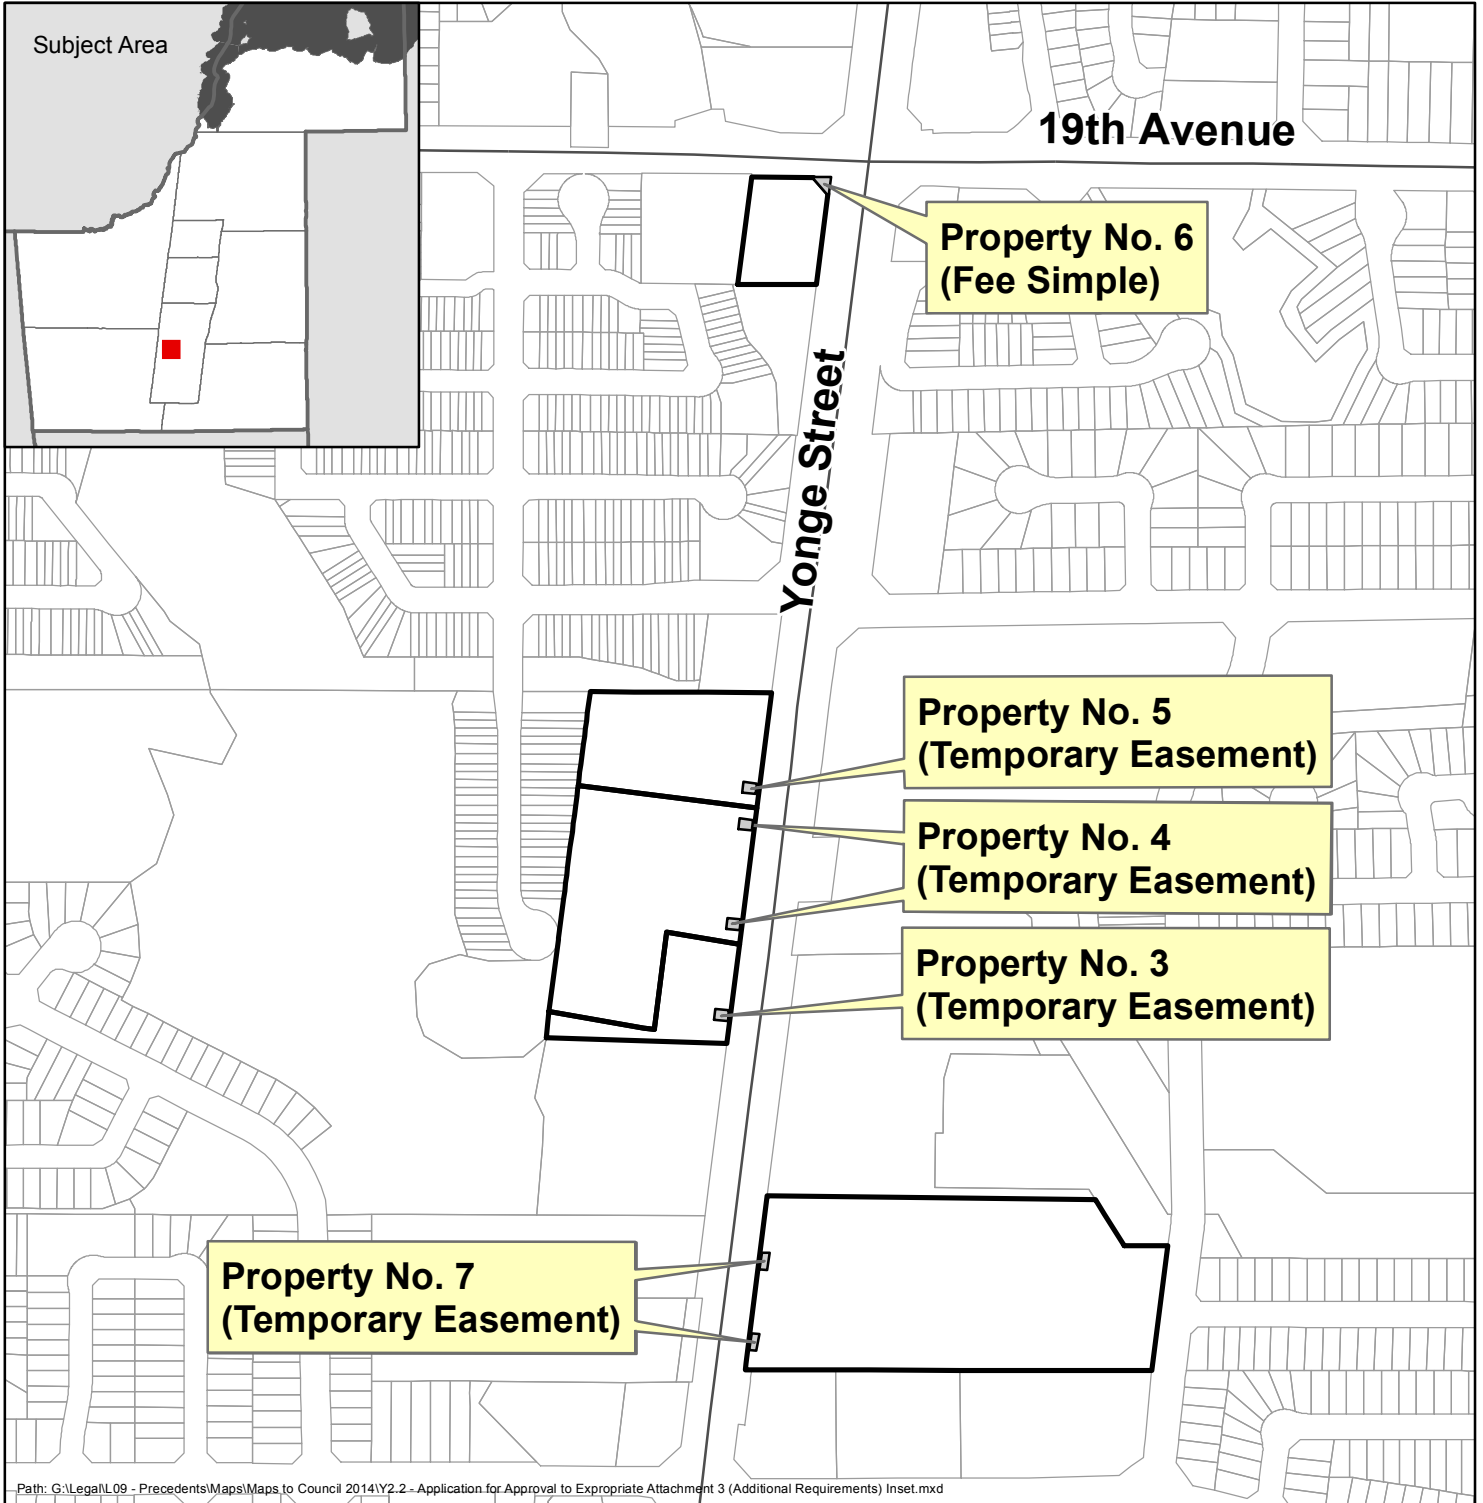 Subject Area
19th Avenue
Property No. 6
(Fee Simple)
Yonge Street
Property No. 5
(Temporary Easement)
Property No. 4
(Temporary Easement)
Property No. 3
(Temporary Easement)
Property No. 7
(Temporary Easement)
Path: G:\Legal\L09 - Precedents\Maps\Maps to Council 2014\Y2.2 - Application for Approval to Expropriate Attachment 3 (Additional Requirements) Inset.mxd